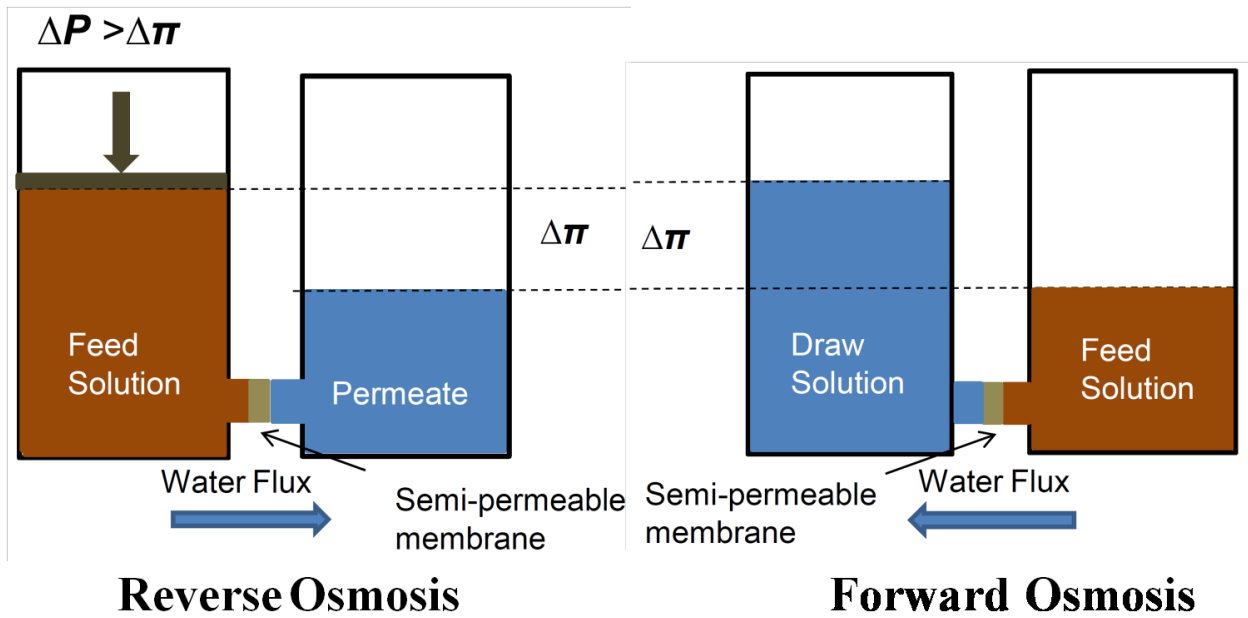 ΔP >Δπ
Δπ
Feed
Solution
Permeate
Water Flux
Semi-permeable
membrane
Reverse Osmosis
Δπ
Draw
Solution
Feed
Solution
Semi-permeable
membrane
Water Flux
Forward Osmosis